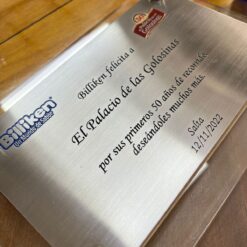 Billiken felicita a
El Palacio de las Golosinas
por sus primeros 50 años de recorrido
deseándoles muchos más.
Salta
12/11/2022
Billiken